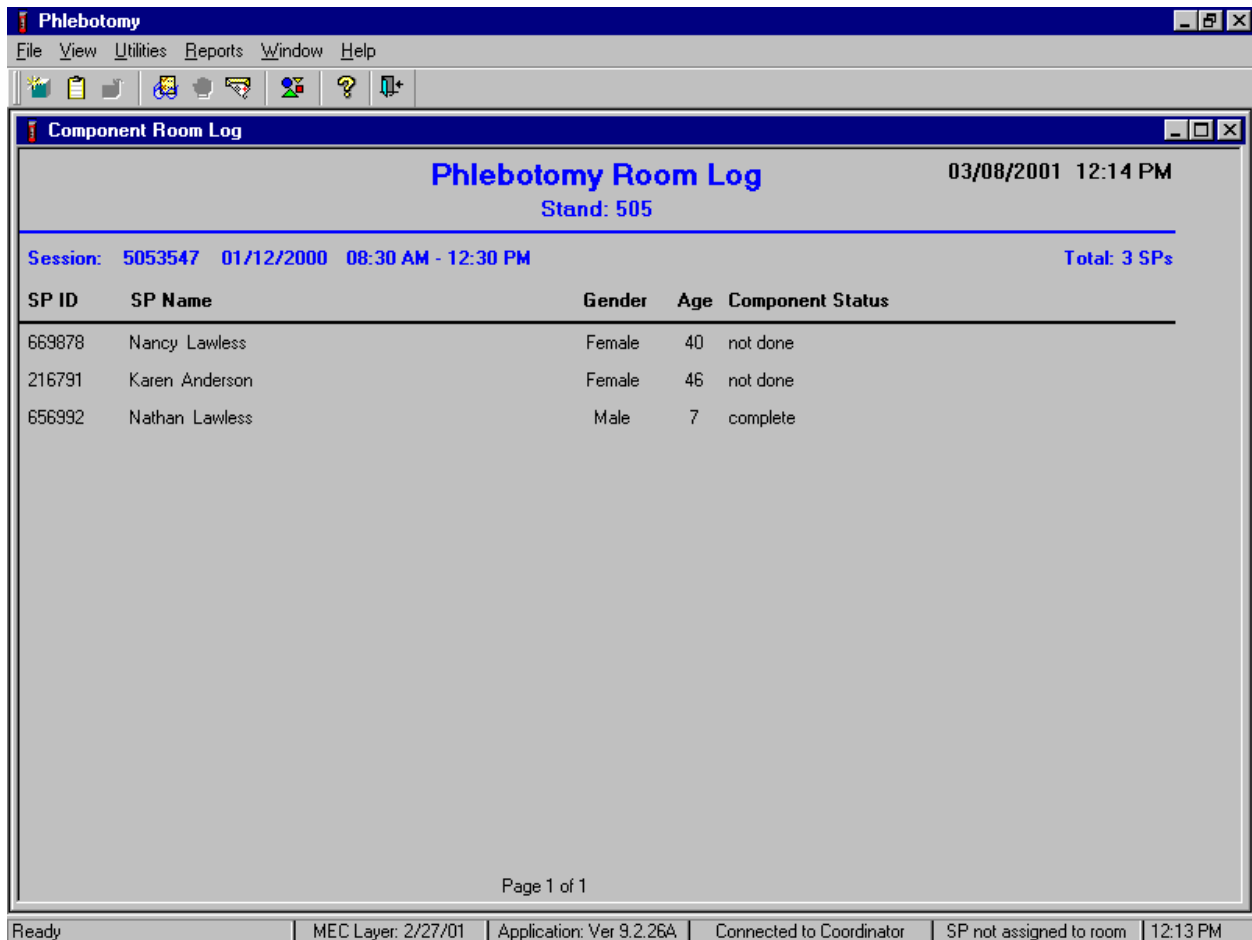 Phlebotomy
File View Utilities Reports Window Help
Component Room Log
Phlebotomy Room Log 03/08/2001 12:14 PM
Stand: 505
Session: 5053547 01/12/2000 08:30 AM - 12:30 PM Total: 3 SPs
SP ID SP Name Gender Age Component Status
669878 Nancy Lawless Female 40 not done
216791 Karen Anderson Female 46 not done
656992 Nathan Lawless Male 7 complete
Page 1 of 1
Ready MEC Layer: 2/27/01 Application: Ver 9.2.26A Connected to Coordinator SP not assigned to room 12:13 PM